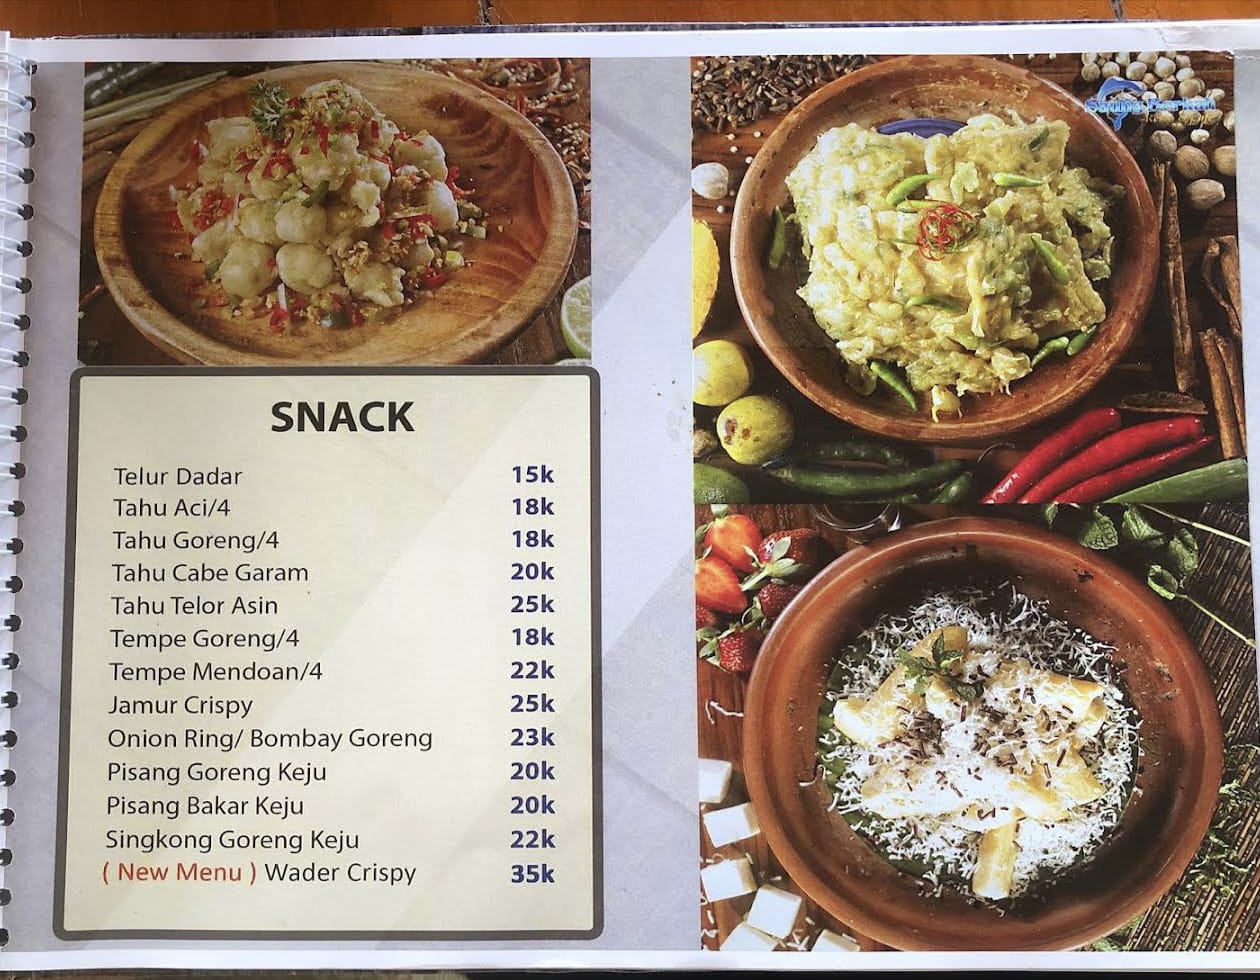 Saung Barkah
SNACK
Telur Dadar 15k
Tahu Aci/4 18k
Tahu Goreng/4 18k
Tahu Cabe Garam 20k
Tahu Telor Asin 25k
Tempe Goreng/4 18k
Tempe Mendoan/4 22k
Jamur Crispy 25k
Onion Ring/ Bombay Goreng 23k
Pisang Goreng Keju 20k
Pisang Bakar Keju 20k
Singkong Goreng Keju 22k
( New Menu ) Wader Crispy 35k